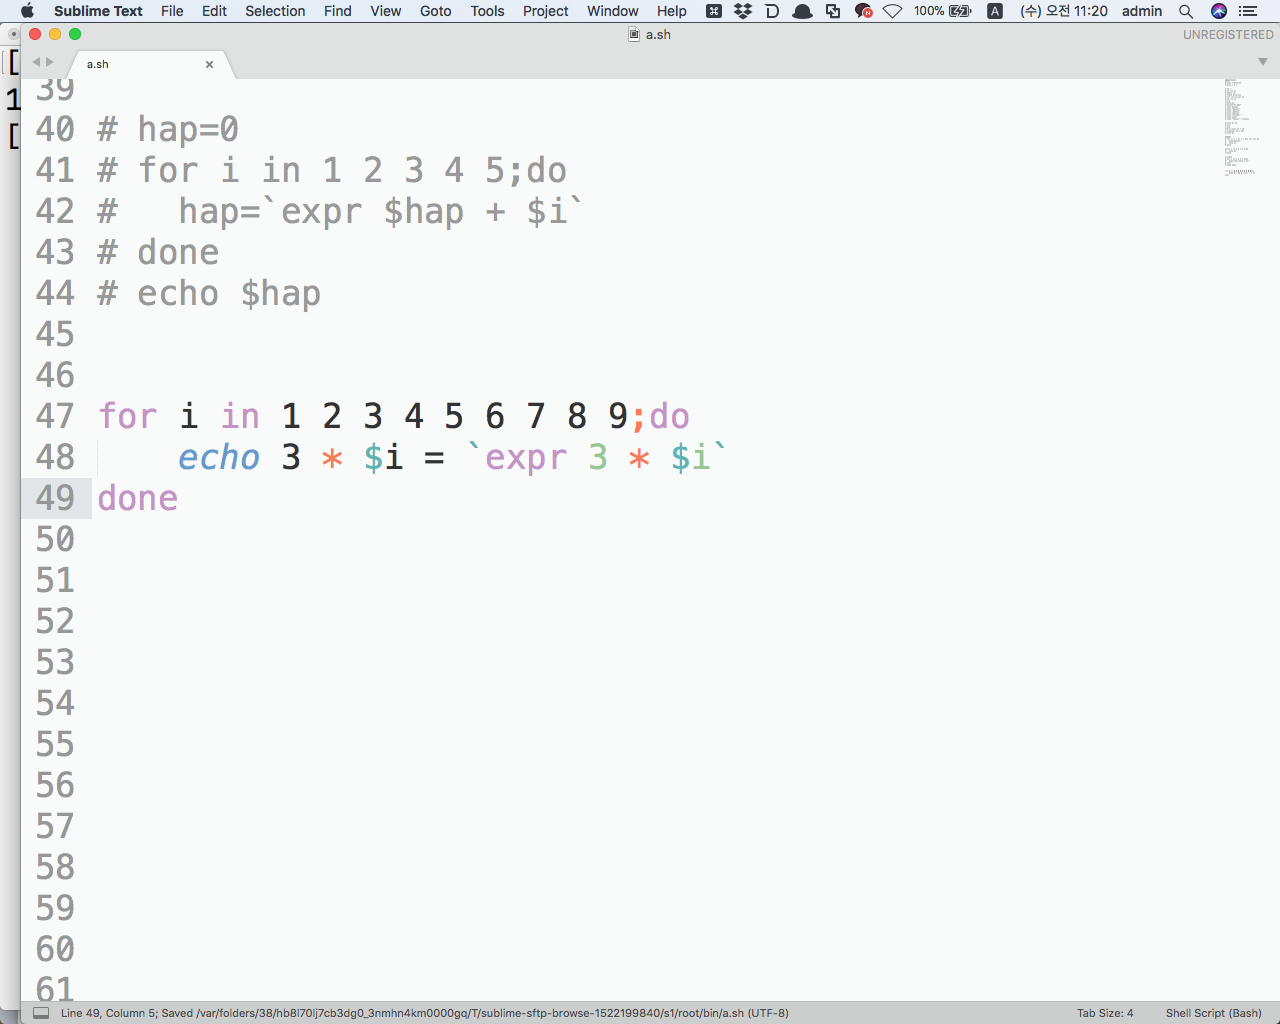 Sublime Text File Edit Selection Find View Goto Tools Project Window Help 100% A (수) 오전 11:20 admin
a.sh
UNREGISTERED
a.sh
39
40 # hap=0
41 # for i in 1 2 3 4 5;do
42 #   hap=`expr $hap + $i`
43 # done
44 # echo $hap
45
46
47 for i in 1 2 3 4 5 6 7 8 9;do
48     echo 3 * $i = `expr 3 * $i`
49 done
50
51
52
53
54
55
56
57
58
59
60
61
Line 49, Column 5; Saved /var/folders/38/hb8l70lj7cb3dg0_3nmhn4km0000gq/T/sublime-sftp-browse-1522199840/s1/root/bin/a.sh (UTF-8) Tab Size: 4 Shell Script (Bash)